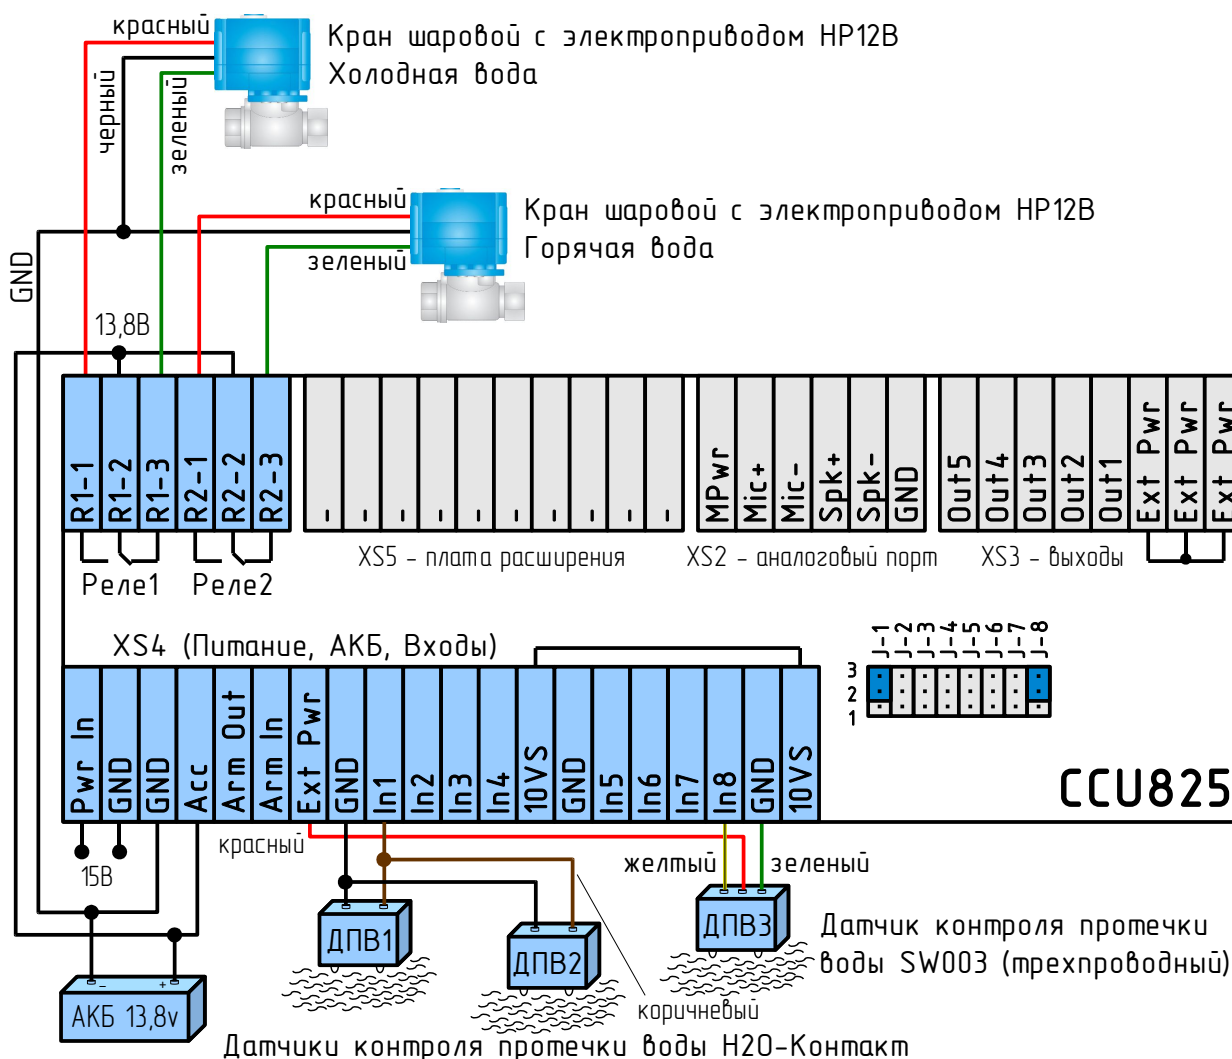 красный
Кран шаровой с электроприводом HP12В
Холодная вода
черный
зеленый
красный
Кран шаровой с электроприводом HP12В
Горячая вода
зеленый
GND
13,8В
R1-1
R1-2
R1-3
R2-1
R2-2
R2-3
-
-
-
-
-
-
-
-
-
-
MPwr
Mic+
Mic-
Spk+
Spk-
GND
Out5
Out4
Out3
Out2
Out1
Ext Pwr
Ext Pwr
Ext Pwr
Реле1
Реле2
XS5 - плата расширения
XS2 - аналоговый порт
XS3 - выходы
XS4 (Питание, АКБ, Входы)
J-1
J-2
J-3
J-4
J-5
J-6
J-7
J-8
3
2
1
Pwr In
GND
GND
Acc
Arm Out
Arm In
Ext Pwr
GND
In1
In2
In3
In4
10VS
GND
In5
In6
In7
In8
GND
10VS
CCU825
15В
красный
желтый
зеленый
ДПВ1
ДПВ2
ДПВ3
Датчик контроля протечки
воды SW003 (трехпроводный)
- +
АКБ 13,8v
коричневый
Датчики контроля протечки воды H2O-Контакт